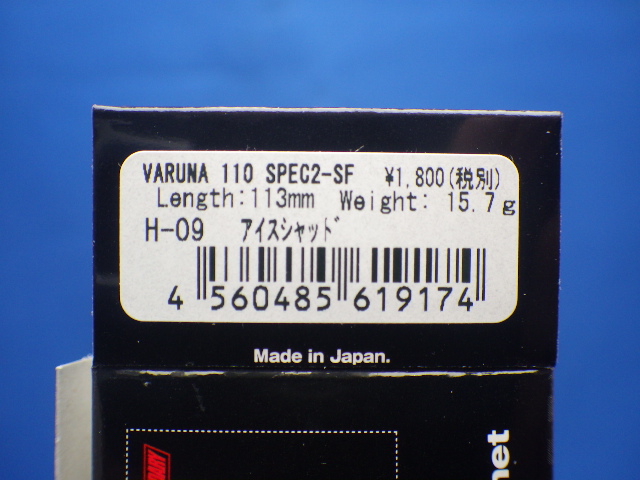 VARUNA 110 SPEC2-SF ¥1,800(税別)
Length:113mm Weight: 15.7g
H-09 アイスシャッド
4 560485 619174
Made in Japan.
net